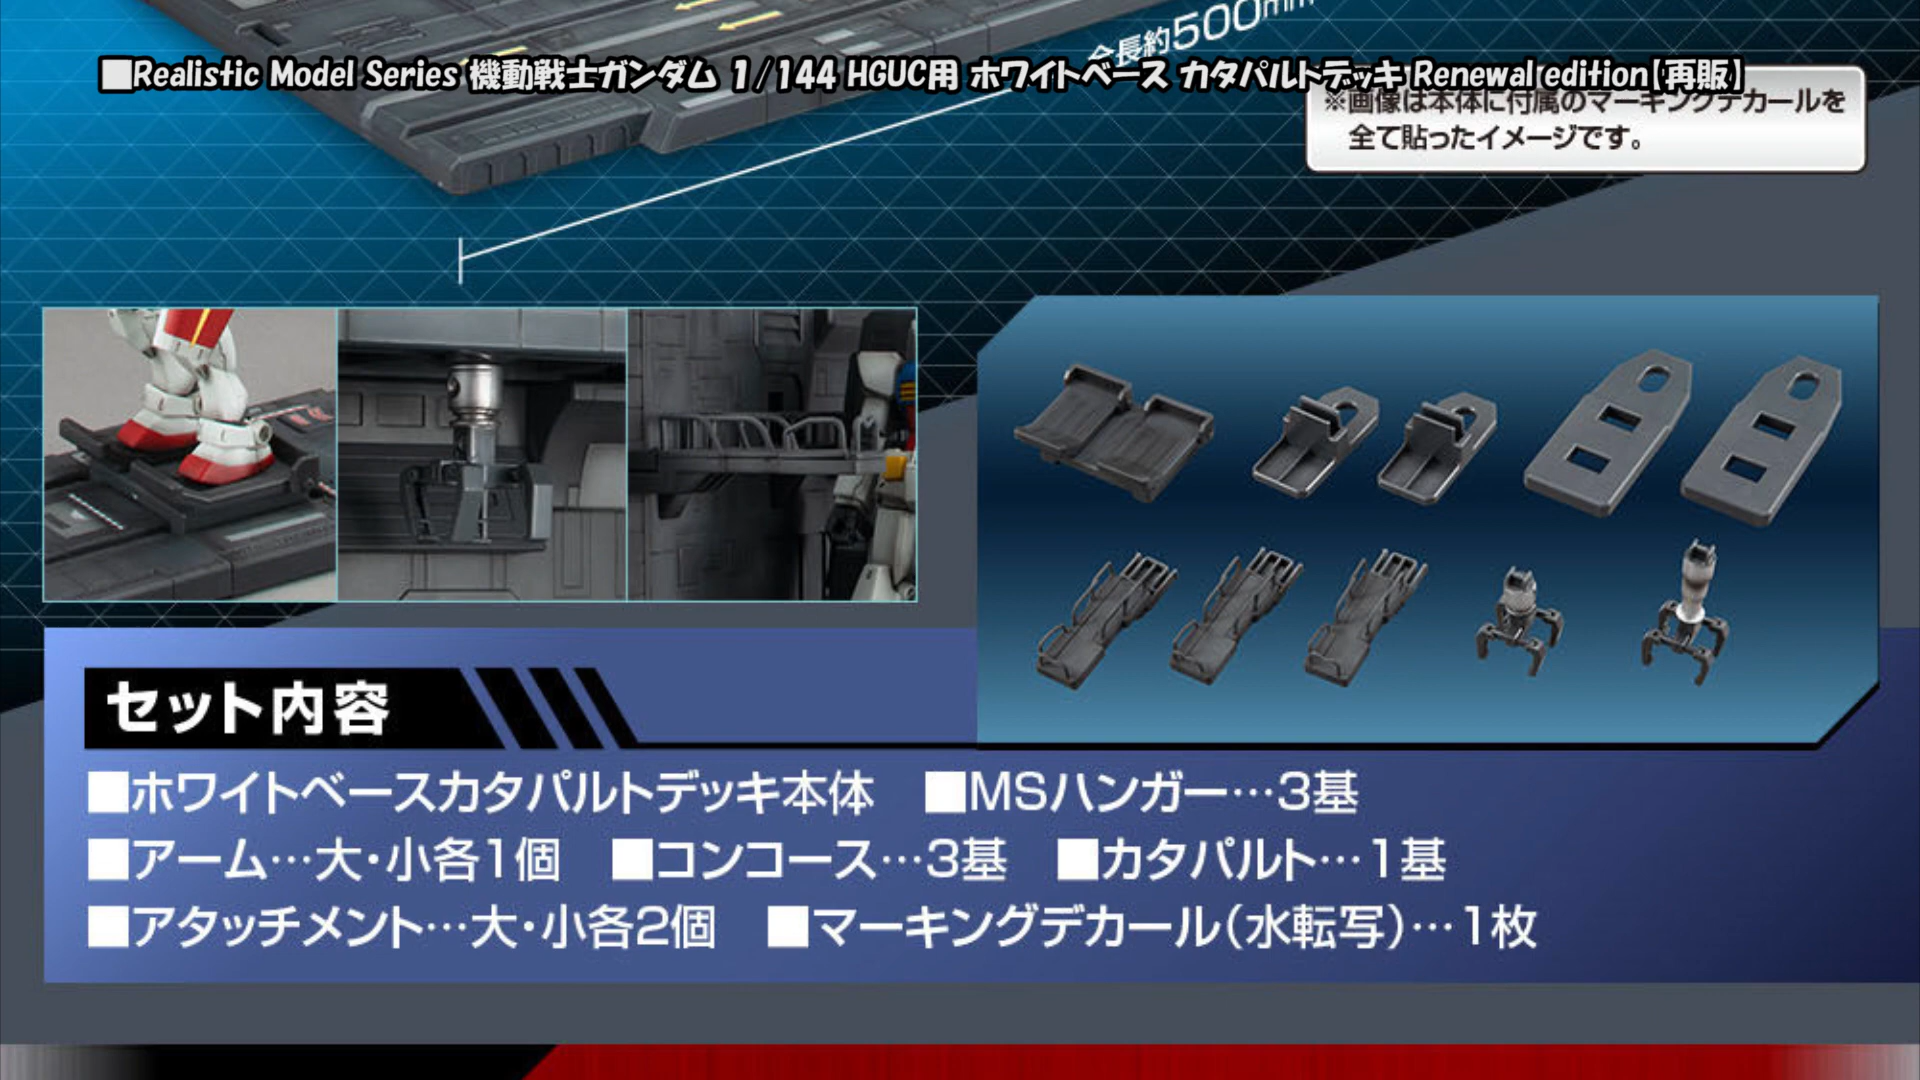 全長約500mm
■Realistic Model Series 機動戦士ガンダム 1/144 HGUC用 ホワイトベース カタパルトデッキ Renewal edition【再販】
※画像は本体に付属のマーキングデカールを
全て貼ったイメージです。
セット内容
■ホワイトベースカタパルトデッキ本体 ■MSハンガー…3基
■アーム…大・小各1個 ■コンコース…3基 ■カタパルト…1基
■アタッチメント…大・小各2個 ■マーキングデカール(水転写)…1枚